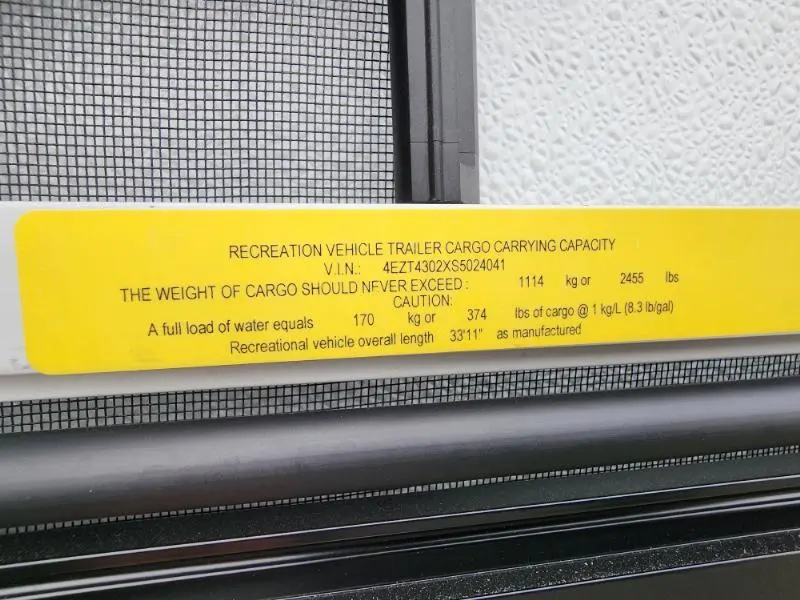 RECREATION VEHICLE TRAILER CARGO CARRYING CAPACITY
V.I.N.: 4EZT4302XS5024041
THE WEIGHT OF CARGO SHOULD NEVER EXCEED : 1114 kg or 2455 lbs
CAUTION:
A full load of water equals 170 kg or 374 lbs of cargo @ 1 kg/L (8.3 lb/gal)
Recreational vehicle overall length 33'11" as manufactured